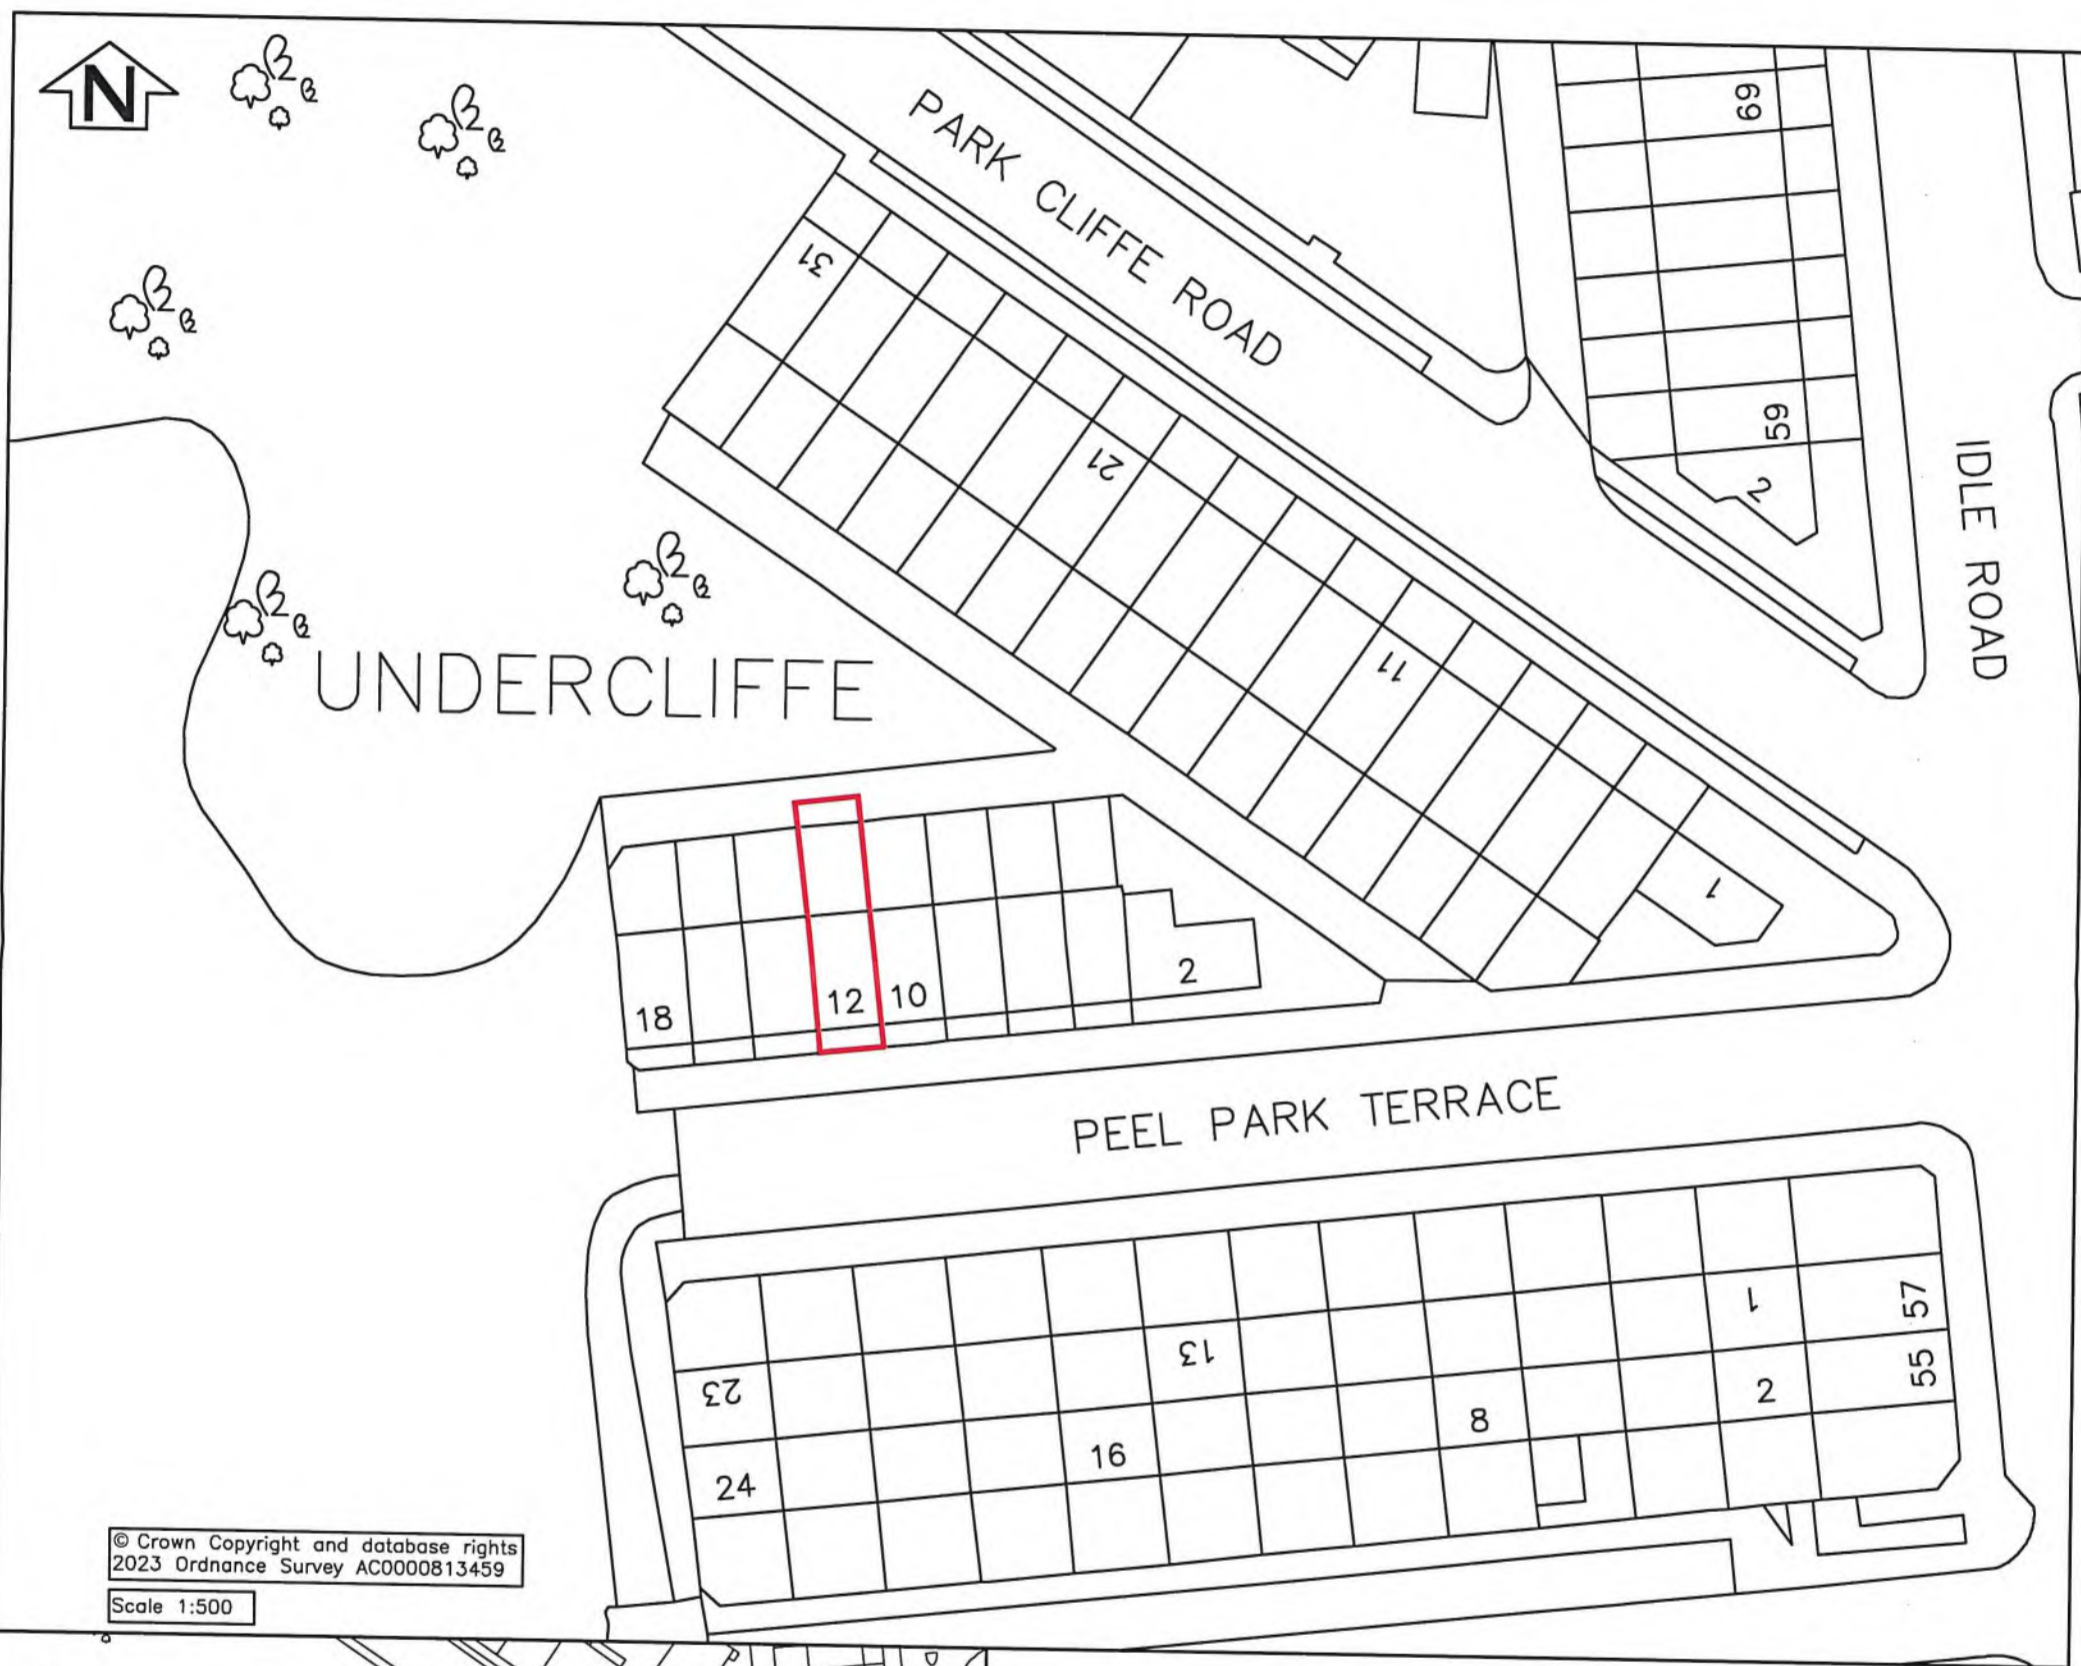 N
PARK CLIFFE ROAD
69
31
59
21
2
IDLE ROAD
11
UNDERCLIFFE
1
2
12
10
18
PEEL PARK TERRACE
1
57
13
55
23
2
8
16
24
© Crown Copyright and database rights
2023 Ordnance Survey AC0000813459
Scale 1:500